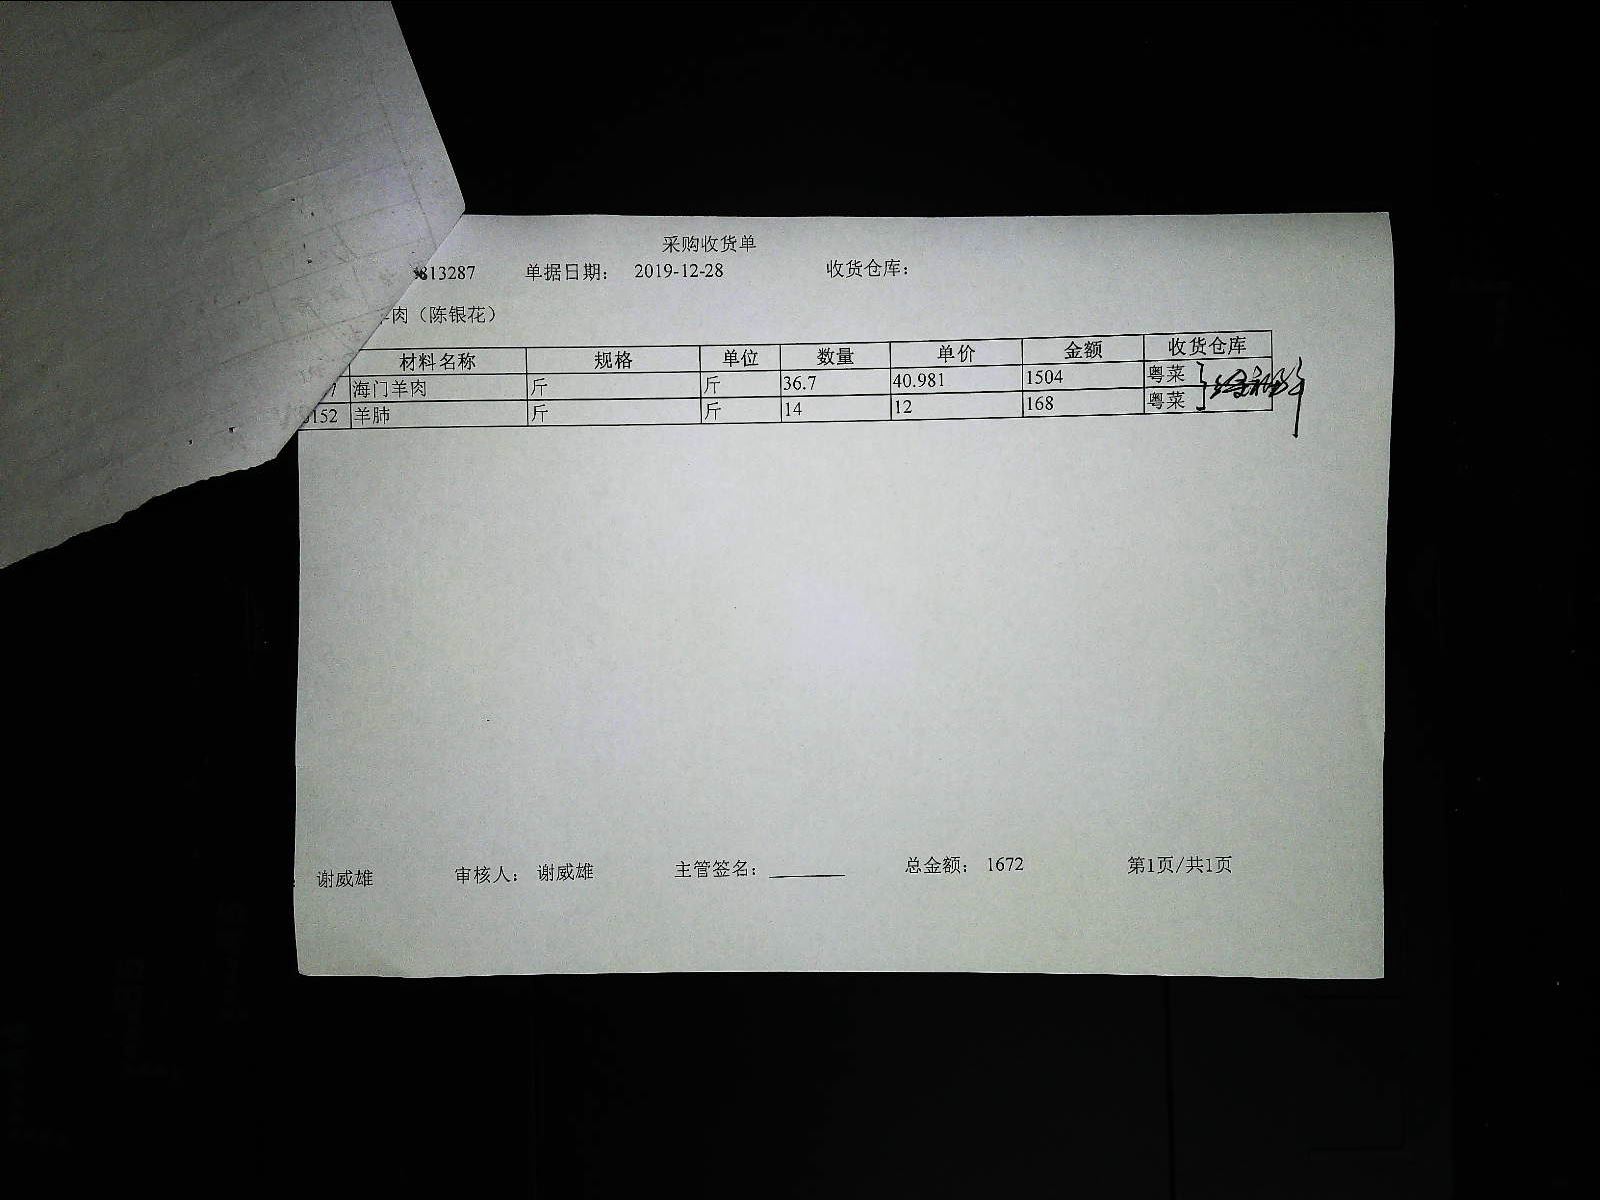 采购收货单
813287 单据日期： 2019-12-28 收货仓库：
肉（陈银花）
材料名称 规格 单位 数量 单价 金额 收货仓库
7 海门羊肉 斤 斤 36.7 40.981 1504 粤菜
152 羊肺 斤 斤 14 12 168 粤菜
谢威雄 审核人： 谢威雄 主管签名： 总金额： 1672 第1页/共1页